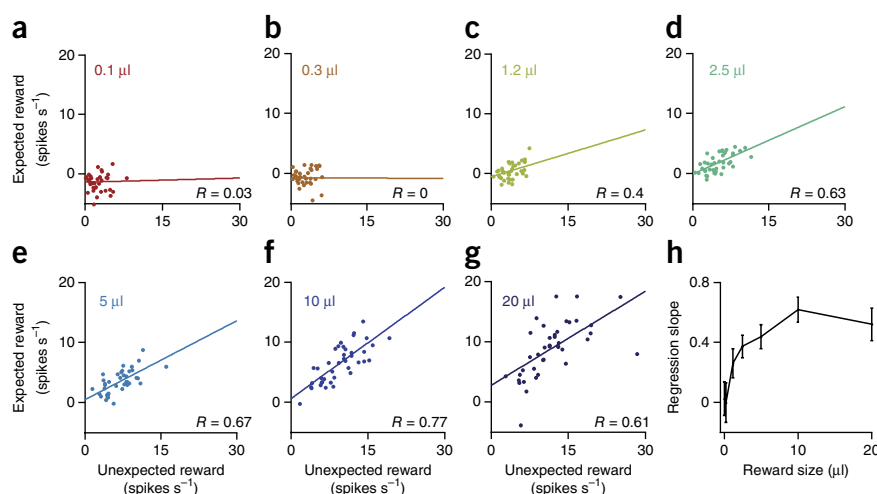 a
b
c
d
20
10
0
Expected reward
(spikes s⁻¹)
0.1 µl
R = 0.03
0
15
30
20
10
0
0.3 µl
R = 0
0
15
30
20
10
0
1.2 µl
R = 0.4
0
15
30
20
10
0
2.5 µl
R = 0.63
0
15
30
e
f
g
h
20
10
0
Expected reward
(spikes s⁻¹)
5 µl
R = 0.67
0
15
30
Unexpected reward
(spikes s⁻¹)
20
10
0
10 µl
R = 0.77
0
15
30
Unexpected reward
(spikes s⁻¹)
20
10
0
20 µl
R = 0.61
0
15
30
Unexpected reward
(spikes s⁻¹)
0.8
0.4
0
Regression slope
0
10
20
Reward size (µl)